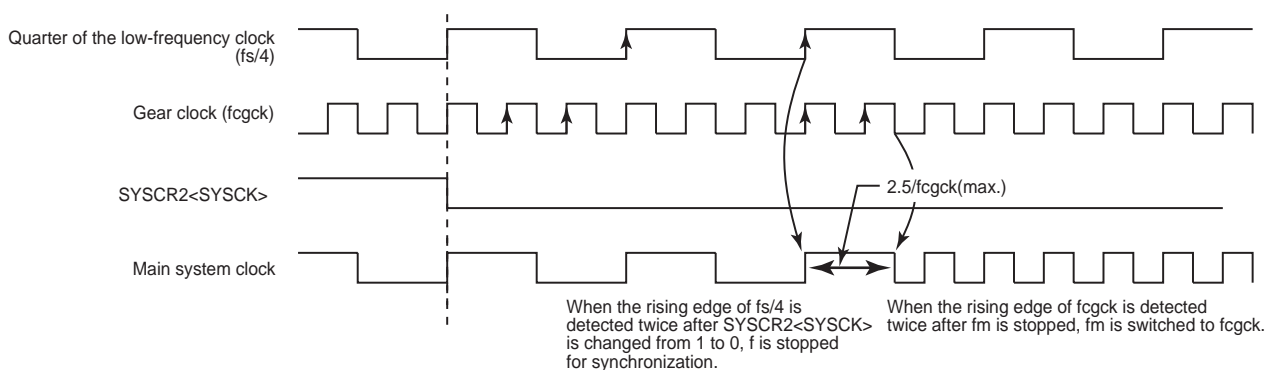 Quarter of the low-frequency clock
(fs/4)
Gear clock (fcgck)
SYSCR2<SYSCK>
2.5/fcgck(max.)
Main system clock
When the rising edge of fs/4 is
detected twice after SYSCR2<SYSCK>
is changed from 1 to 0, f is stopped
for synchronization.
When the rising edge of fcgck is detected
twice after fm is stopped, fm is switched to fcgck.